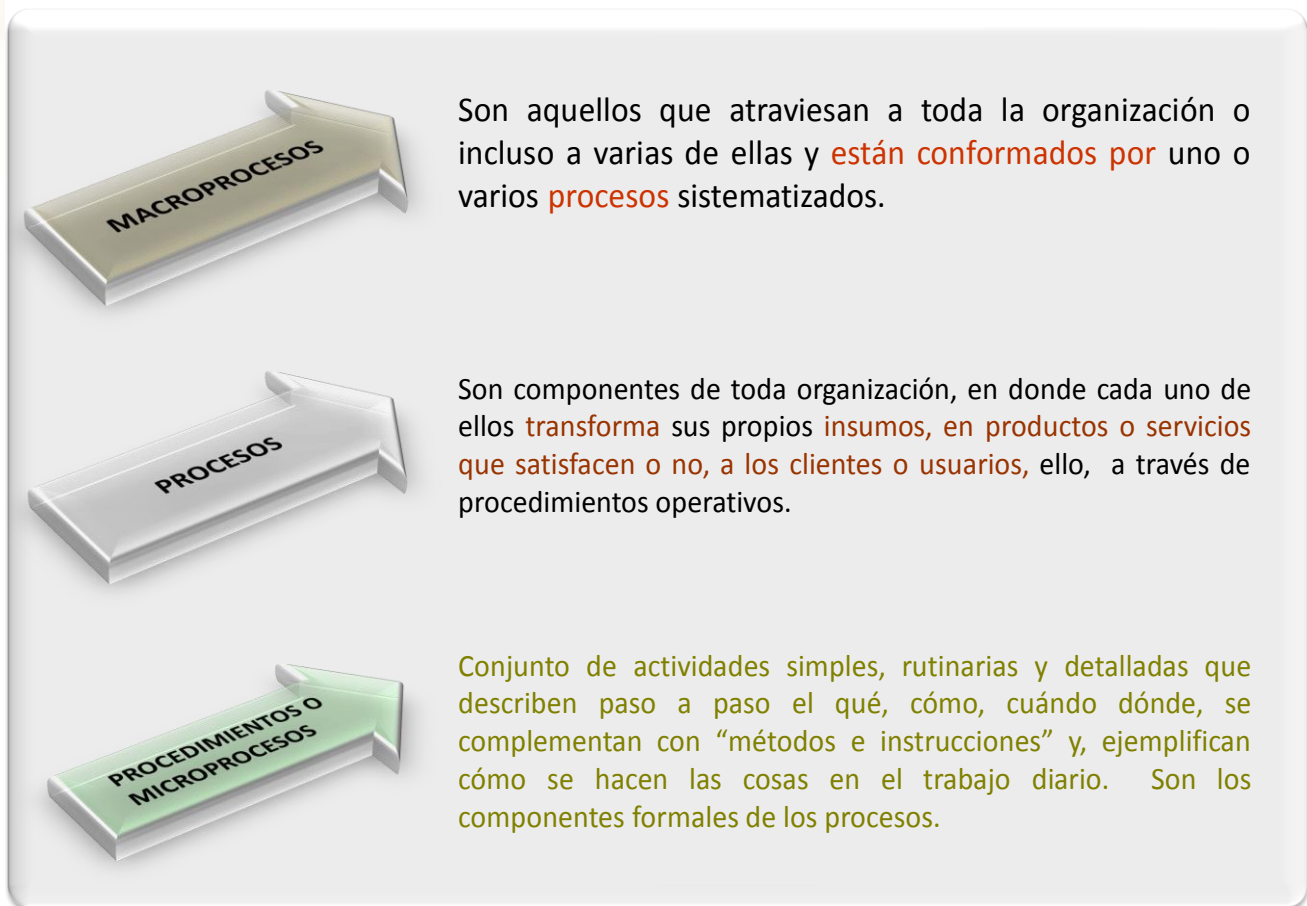 MACROPROCESOS
Son aquellos que atraviesan a toda la organización o
incluso a varias de ellas y están conformados por uno o
varios procesos sistematizados.
PROCESOS
Son componentes de toda organización, en donde cada uno de
ellos transforma sus propios insumos, en productos o servicios
que satisfacen o no, a los clientes o usuarios, ello, a través de
procedimientos operativos.
PROCEDIMIENTOS O
MICROPROCESOS
Conjunto de actividades simples, rutinarias y detalladas que
describen paso a paso el qué, cómo, cuándo dónde, se
complementan con “métodos e instrucciones” y, ejemplifican
cómo se hacen las cosas en el trabajo diario. Son los
componentes formales de los procesos.